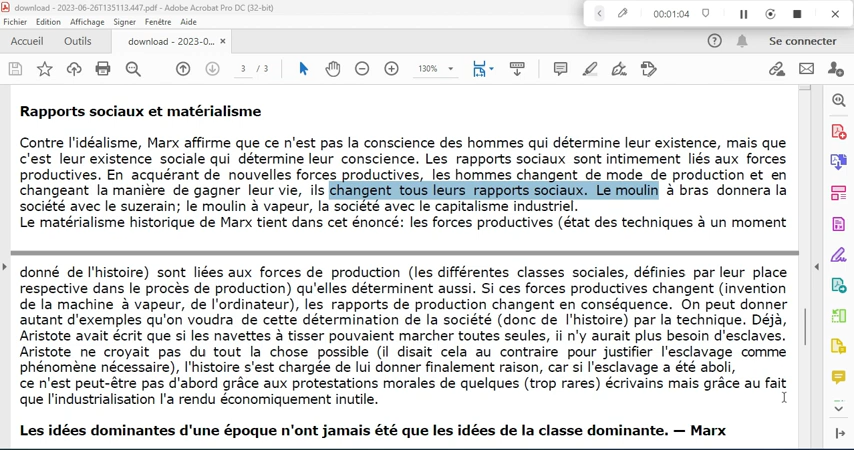 download - 2023-06-26T135113.447.pdf - Adobe Acrobat Pro DC (32-bit)
00:01:04
Fichier Edition Affichage Signer Fenêtre Aide
Accueil Outils download - 2023-0... × Se connecter
3 / 3 130%
Rapports sociaux et matérialisme
Contre l'idéalisme, Marx affirme que ce n'est pas la conscience des hommes qui détermine leur existence, mais que
c'est leur existence sociale qui détermine leur conscience. Les rapports sociaux sont intimement liés aux forces
productives. En acquérant de nouvelles forces productives, les hommes changent de mode de production et en
changeant la manière de gagner leur vie, ils changent tous leurs rapports sociaux. Le moulin à bras donnera la
société avec le suzerain; le moulin à vapeur, la société avec le capitalisme industriel.
Le matérialisme historique de Marx tient dans cet énoncé: les forces productives (état des techniques à un moment
donné de l'histoire) sont liées aux forces de production (les différentes classes sociales, définies par leur place
respective dans le procès de production) qu'elles déterminent aussi. Si ces forces productives changent (invention
de la machine à vapeur, de l'ordinateur), les rapports de production changent en conséquence. On peut donner
autant d'exemples qu'on voudra de cette détermination de la société (donc de l'histoire) par la technique. Déjà,
Aristote avait écrit que si les navettes à tisser pouvaient marcher toutes seules, ii n'y aurait plus besoin d'esclaves.
Aristote ne croyait pas du tout la chose possible (il disait cela au contraire pour justifier l'esclavage comme
phénomène nécessaire), l'histoire s'est chargée de lui donner finalement raison, car si l'esclavage a été aboli,
ce n'est peut-être pas d'abord grâce aux protestations morales de quelques (trop rares) écrivains mais grâce au fait
que l'industrialisation l'a rendu économiquement inutile.
Les idées dominantes d'une époque n'ont jamais été que les idées de la classe dominante. — Marx